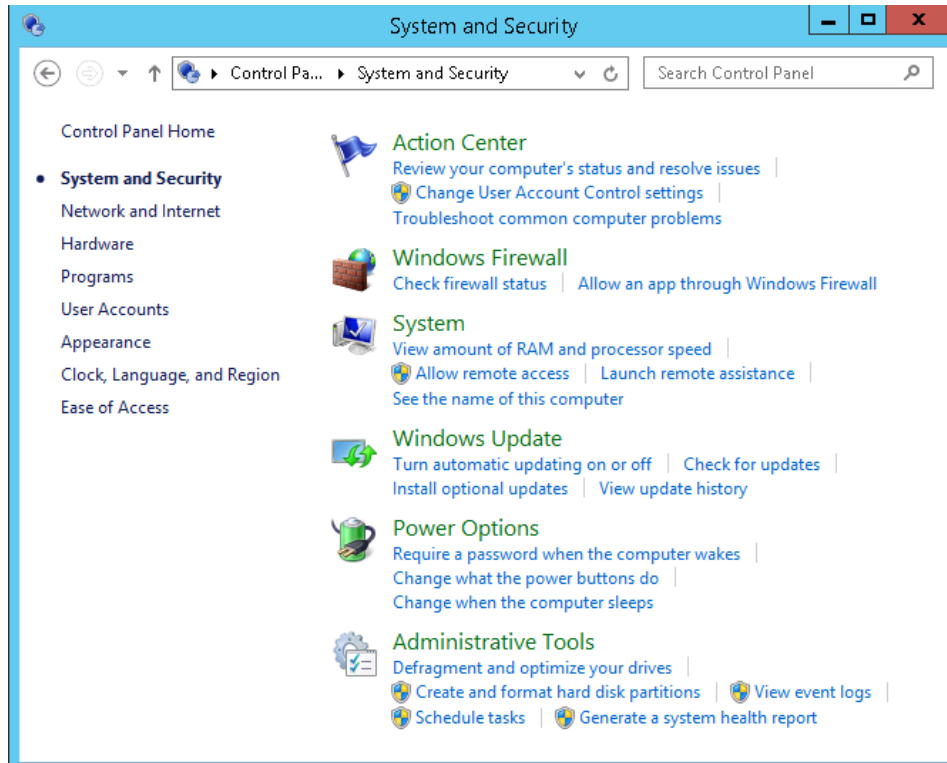 System and Security
Control Pa... System and Security
Search Control Panel
Control Panel Home
System and Security
Network and Internet
Hardware
Programs
User Accounts
Appearance
Clock, Language, and Region
Ease of Access
Action Center
Review your computer's status and resolve issues
Change User Account Control settings
Troubleshoot common computer problems
Windows Firewall
Check firewall status Allow an app through Windows Firewall
System
View amount of RAM and processor speed
Allow remote access Launch remote assistance
See the name of this computer
Windows Update
Turn automatic updating on or off Check for updates
Install optional updates View update history
Power Options
Require a password when the computer wakes
Change what the power buttons do
Change when the computer sleeps
Administrative Tools
Defragment and optimize your drives
Create and format hard disk partitions View event logs
Schedule tasks Generate a system health report